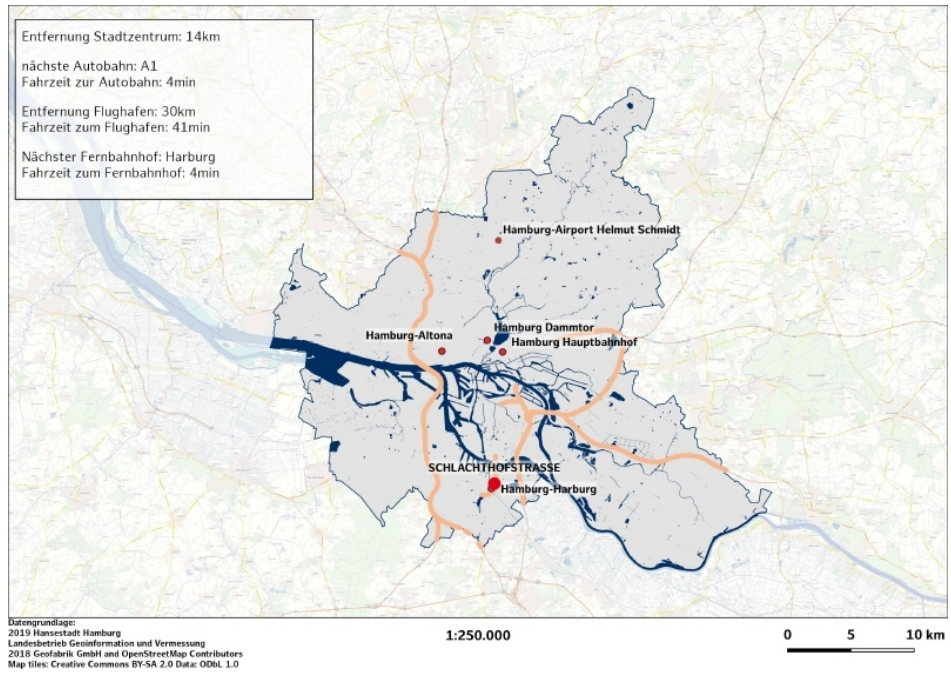 Entfernung Stadtzentrum: 14km
nächste Autobahn: A1
Fahrzeit zur Autobahn: 4min
Entfernung Flughafen: 30km
Fahrzeit zum Flughafen: 41min
Nächster Fernbahnhof: Harburg
Fahrzeit zum Fernbahnhof: 4min
Hamburg-Airport Helmut Schmidt
Hamburg Dammtor
Hamburg-Altona
Hamburg Hauptbahnhof
SCHLACHTHOFSTRASSE
Hamburg-Harburg
Datengrundlage:
2019 Hansestadt Hamburg
Landesbetrieb Geoinformation und Vermessung
2018 Geofabrik GmbH and OpenStreetMap Contributors
Map tiles: Creative Commons BY-SA 2.0 Data: ODbL 1.0
1:250.000
0 5 10 km